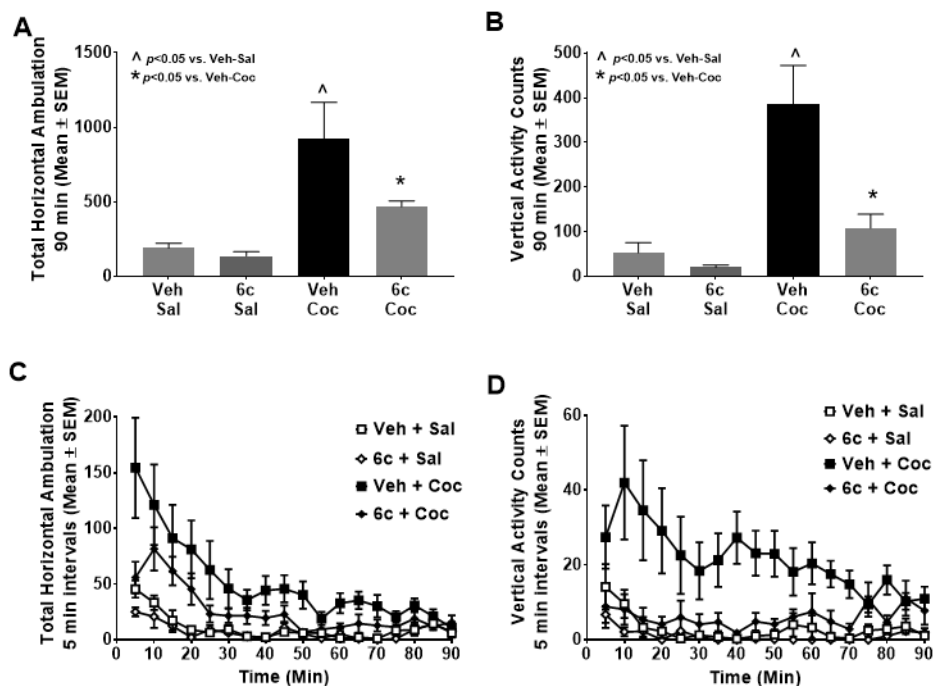 A
Total Horizontal Ambulation
90 min (Mean ± SEM)
1500
1000
500
0
^ p<0.05 vs. Veh-Sal
* p<0.05 vs. Veh-Coc
^
*
Veh Sal
6c Sal
Veh Coc
6c Coc
B
Vertical Activity Counts
90 min (Mean ± SEM)
500
400
300
200
100
0
^ p<0.05 vs. Veh-Sal
* p<0.05 vs. Veh-Coc
^
*
Veh Sal
6c Sal
Veh Coc
6c Coc
C
Total Horizontal Ambulation
5 min Intervals (Mean ± SEM)
200
150
100
50
0
Veh + Sal
6c + Sal
Veh + Coc
6c + Coc
0 10 20 30 40 50 60 70 80 90
Time (Min)
D
Vertical Activity Counts
5 min Intervals (Mean ± SEM)
60
40
20
0
Veh + Sal
6c + Sal
Veh + Coc
6c + Coc
0 10 20 30 40 50 60 70 80 90
Time (Min)